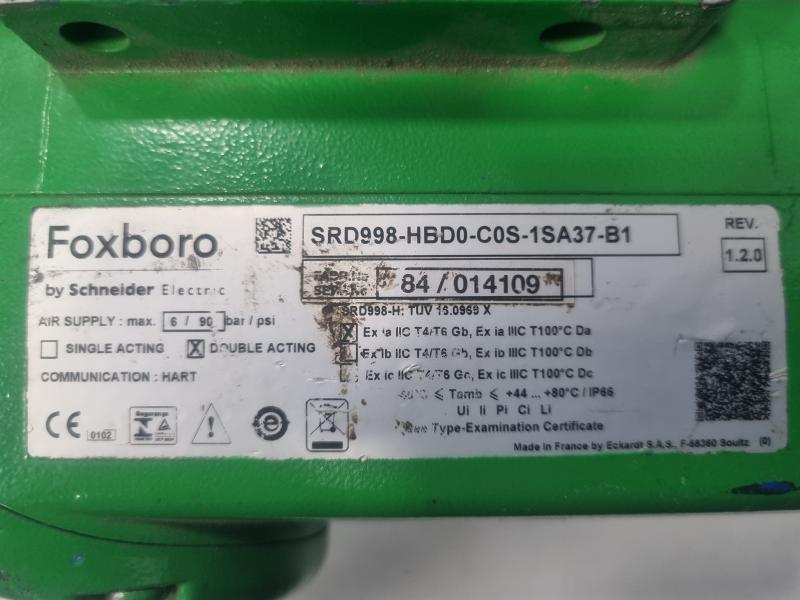 Foxboro
by Schneider Electric
SRD998-HBD0-C0S-1SA37-B1
REV.
1.2.0
84 / 014109
SRD998-H: TUV 16.0969 X
AIR SUPPLY : max. 6 / 90 bar / psi
SINGLE ACTING DOUBLE ACTING
COMMUNICATION : HART
Ex ia IIC T4/T6 Gb, Ex ia IIIC T100°C Da
Ex ib IIC T4/T6 Gb, Ex ib IIIC T100°C Db
Ex ic IIC T4/T6 Gc, Ex ic IIIC T100°C Dc
≤ Tamb ≤ +44 ... +80°C / IP66
Ui Ii Pi Ci Li
See Type-Examination Certificate
CE 0102
Made in France by Eckardt S.A.S., F-68360 Soultz (0)